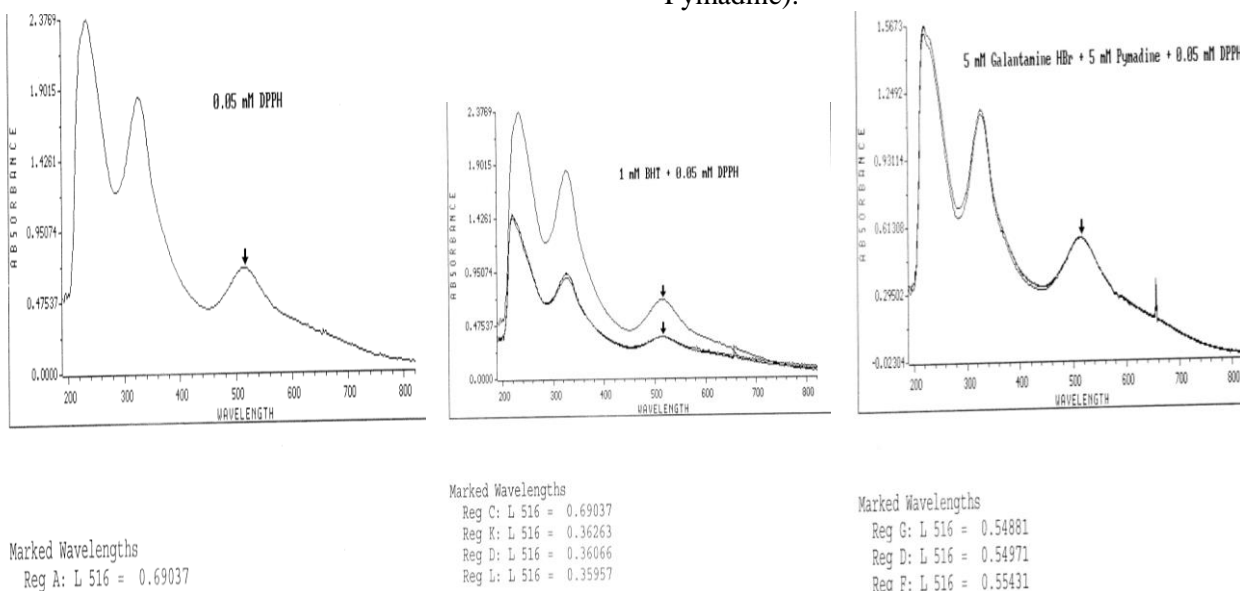 Pymadine).
2.3769
1.9015
1.4261
0.95074
0.47537
0.0000
ABSORBANCE
0.05 mM DPPH
200 300 400 500 600 700 800
WAVELENGTH
Marked Wavelengths
Reg A: L 516 = 0.69037
2.3769
1.9015
1.4261
0.95074
0.47537
0.0000
ABSORBANCE
1 mM BHT + 0.05 mM DPPH
200 300 400 500 600 700 800
WAVELENGTH
Marked Wavelengths
Reg C: L 516 = 0.69037
Reg K: L 516 = 0.36263
Reg D: L 516 = 0.36066
Reg L: L 516 = 0.35957
1.5673
1.2492
0.93114
0.61308
0.29502
-0.02304
ABSORBANCE
5 mM Galantamine HBr + 5 mM Pymadine + 0.05 mM DPPH
200 300 400 500 600 700 800
WAVELENGTH
Marked Wavelengths
Reg G: L 516 = 0.54881
Reg D: L 516 = 0.54971
Reg F: L 516 = 0.55431